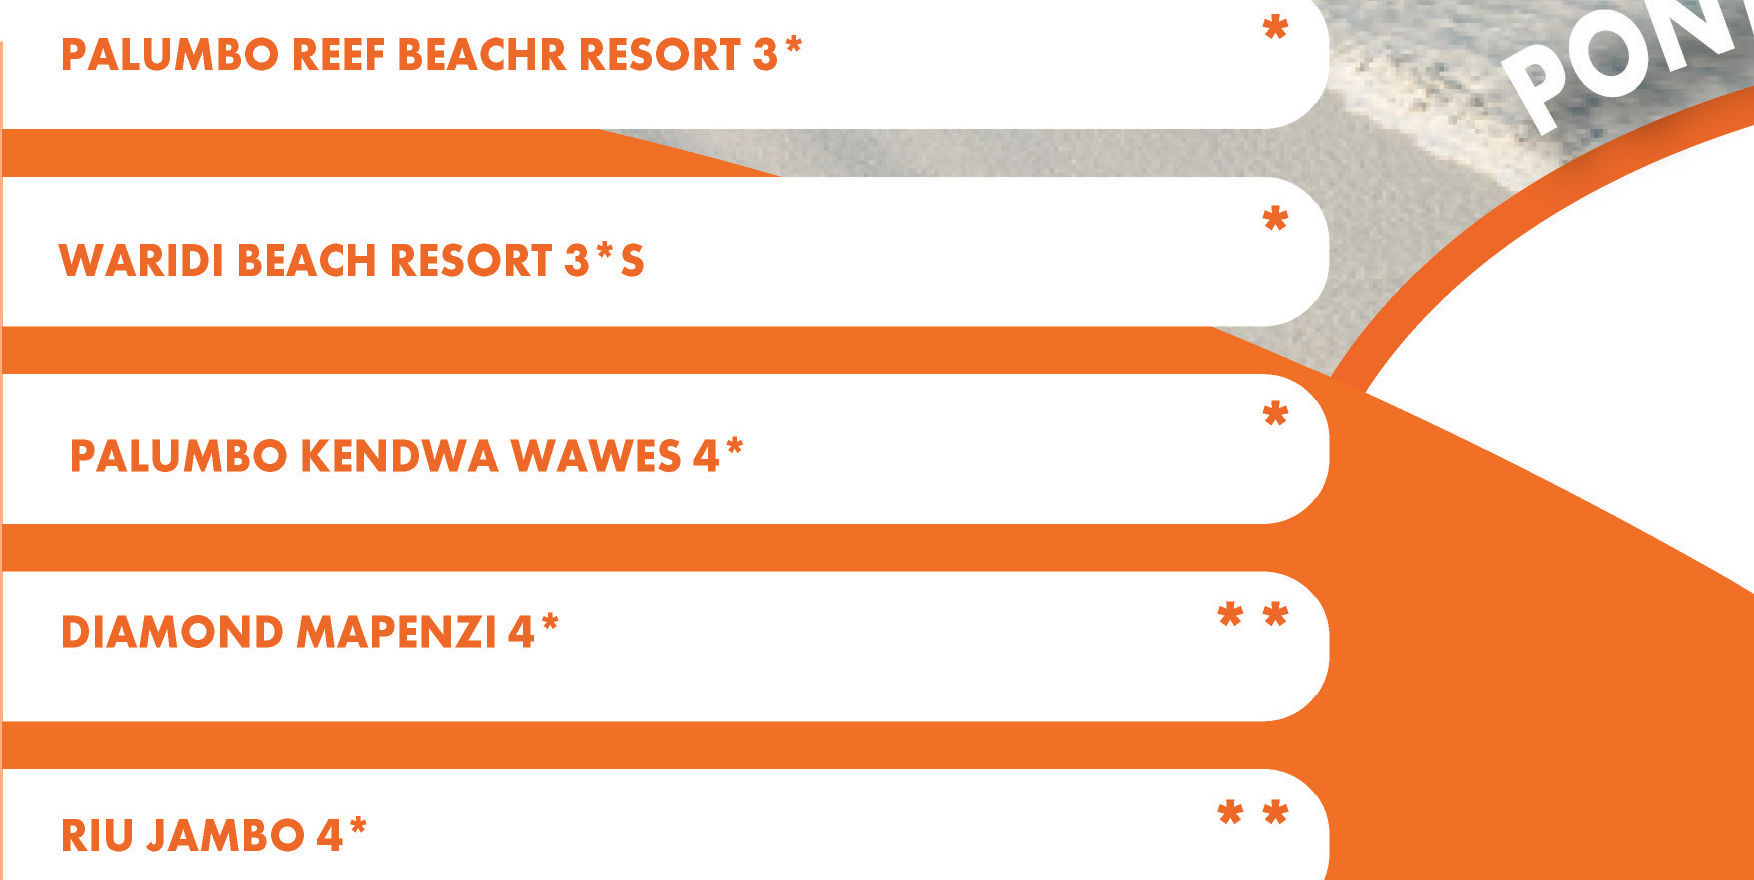 PALUMBO REEF BEACHR RESORT 3* *
WARIDI BEACH RESORT 3*S *
PALUMBO KENDWA WAWES 4* *
DIAMOND MAPENZI 4* * *
RIU JAMBO 4* * *